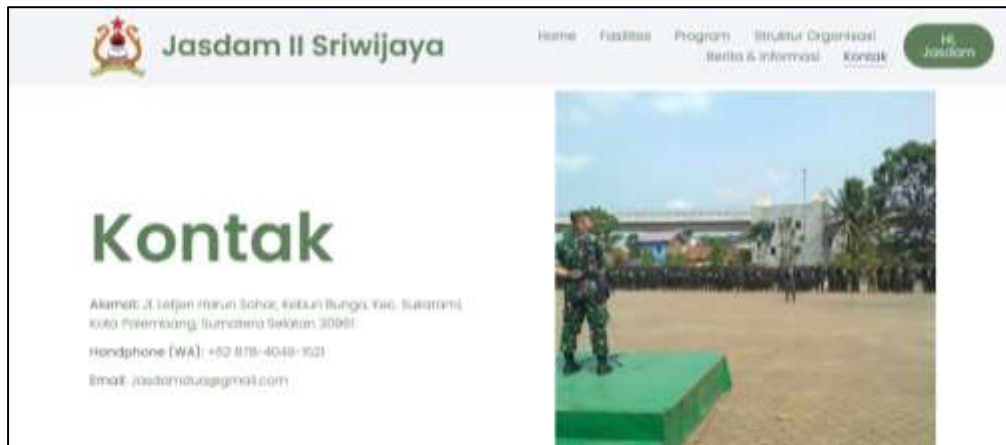 Jasdam II Sriwijaya
Home Fasilitas Program Struktur Organisasi
Berita & Informasi Kontak
Hi,
Jasdam
Kontak
Alamat: Jl. Letjen Harun Sohar, Kebun Bunga, Kec. Sukarami,
Kota Palembang, Sumatera Selatan 30961
Handphone (WA): +62 878-4048-1521
Email: Jasdamdua@gmail.com